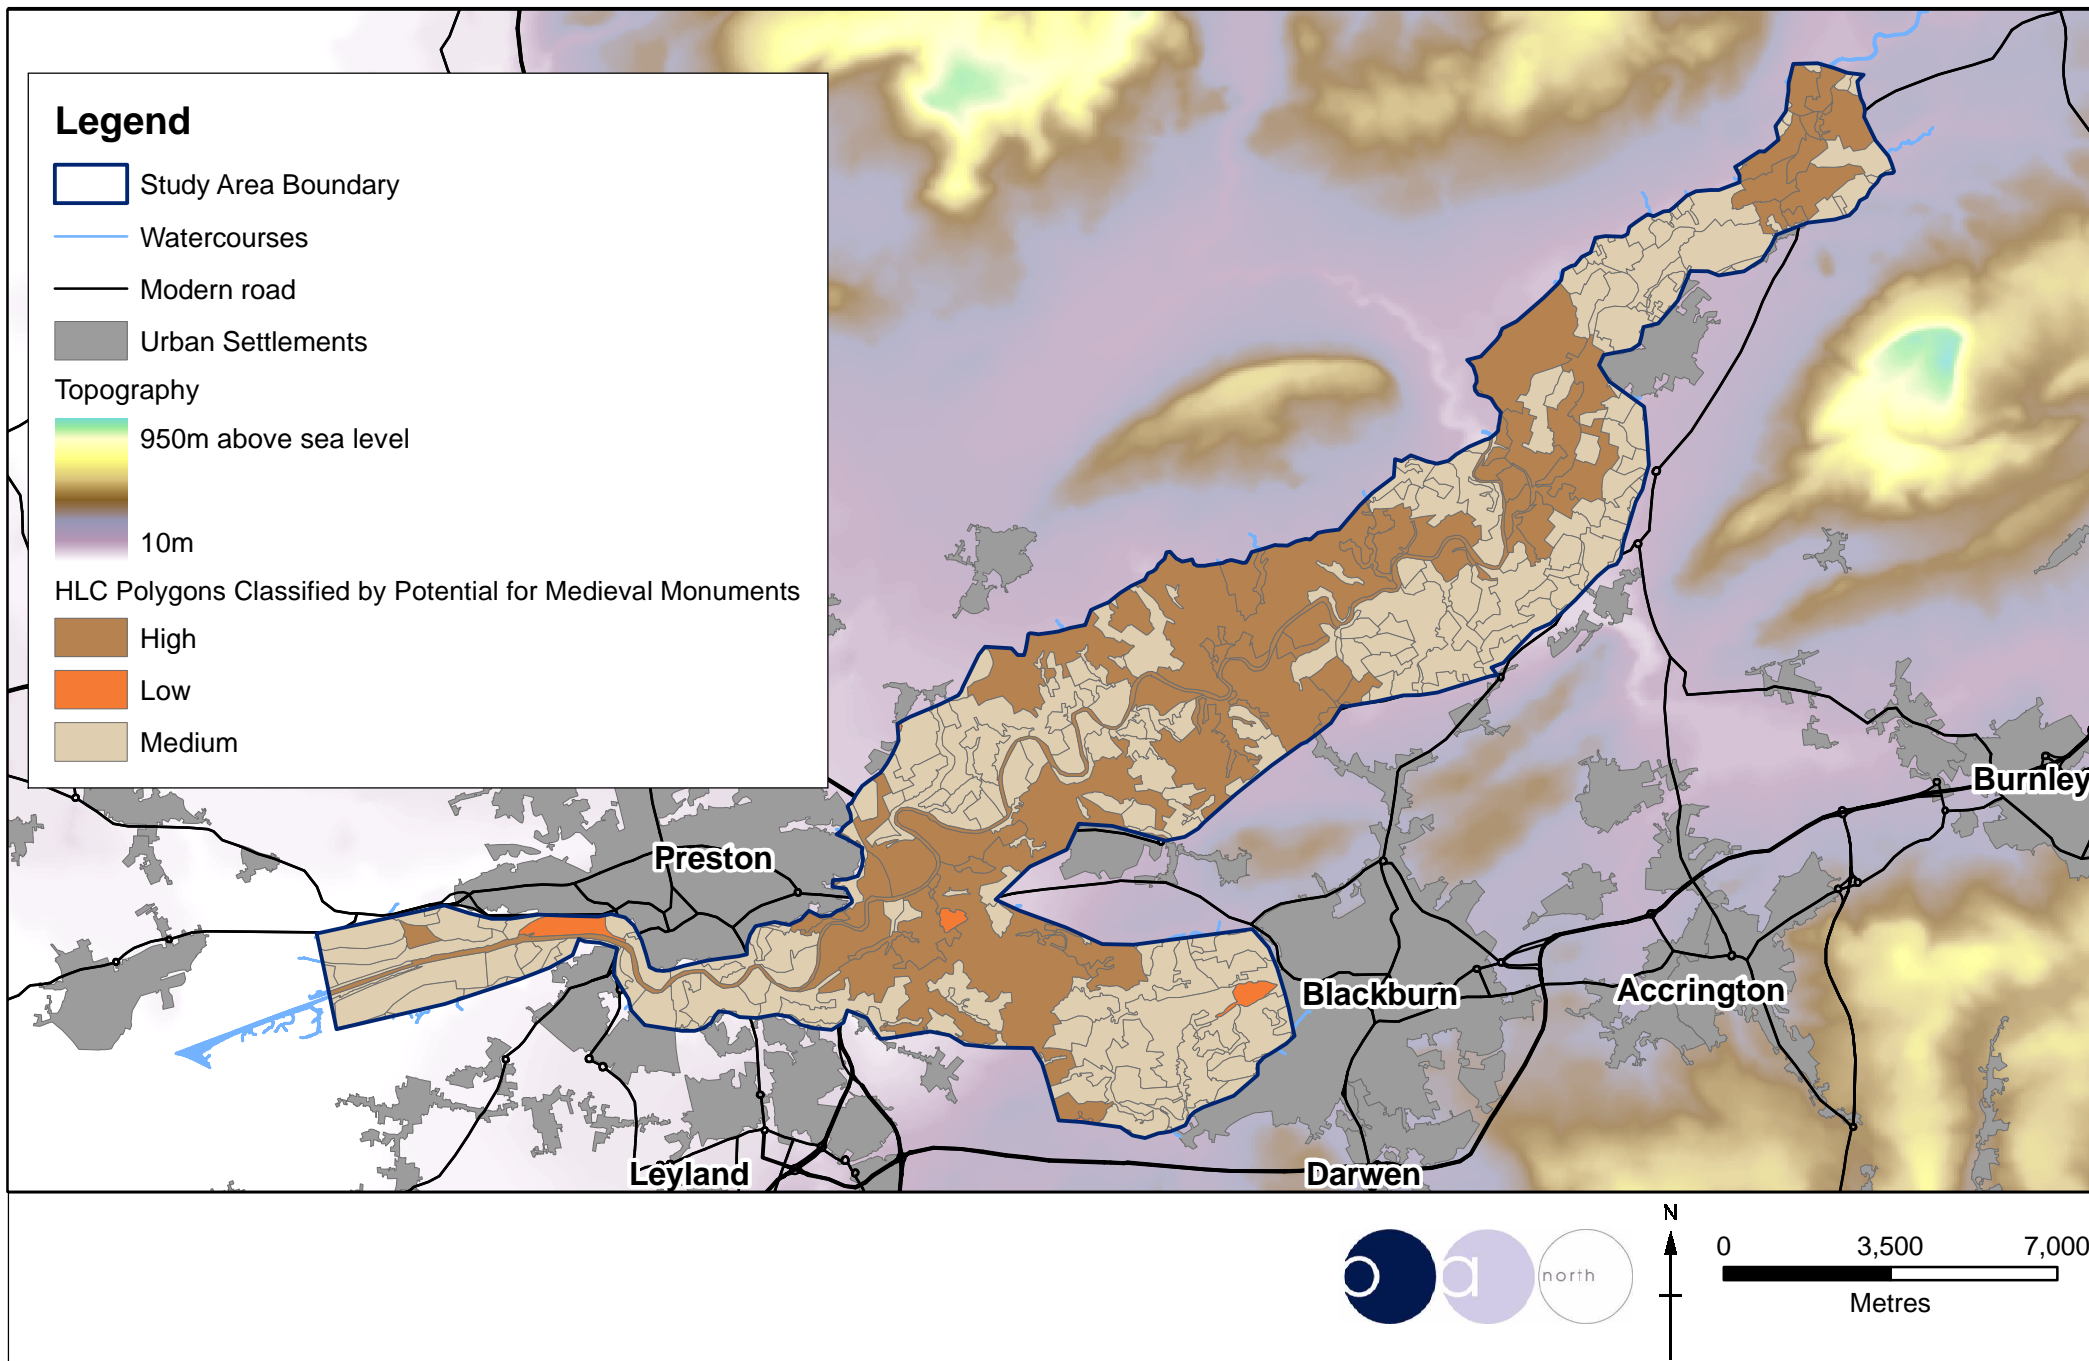 Legend
Study Area Boundary
Watercourses
Modern road
Urban Settlements
Topography
950m above sea level
10m
HLC Polygons Classified by Potential for Medieval Monuments
High
Low
Medium
Burnley
Preston
Blackburn
Accrington
Leyland
Darwen
o a north
N
0 3,500 7,000
Metres